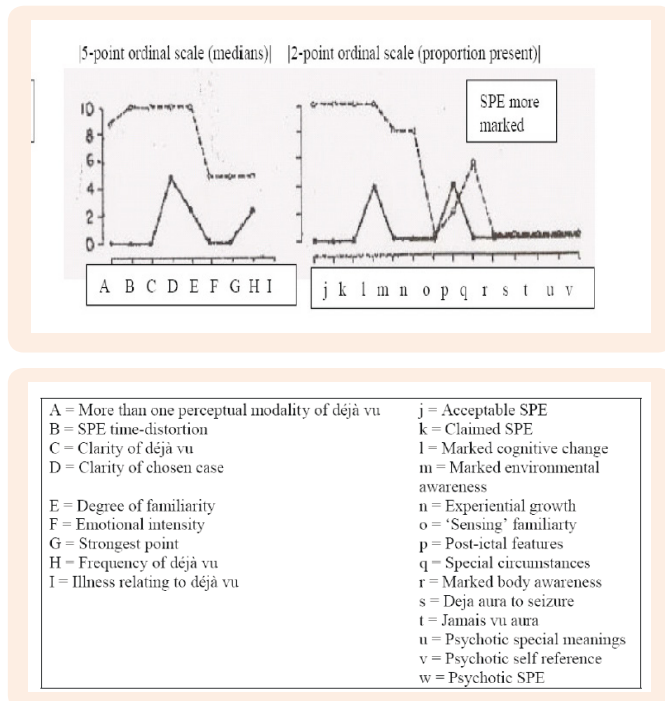 |5-point ordinal scale (medians)| |2-point ordinal scale (proportion present)|
SPE more
marked
10
8
6
4
2
0
A B C D E F G H I
j k l m n o p q r s t u v
A = More than one perceptual modality of déjà vu
B = SPE time-distortion
C = Clarity of déjà vu
D = Clarity of chosen case
E = Degree of familiarity
F = Emotional intensity
G = Strongest point
H = Frequency of déjà vu
I = Illness relating to déjà vu
j = Acceptable SPE
k = Claimed SPE
l = Marked cognitive change
m = Marked environmental
awareness
n = Experiential growth
o = ‘Sensing’ familiarty
p = Post-ictal features
q = Special circumstances
r = Marked body awareness
s = Deja aura to seizure
t = Jamais vu aura
u = Psychotic special meanings
v = Psychotic self reference
w = Psychotic SPE